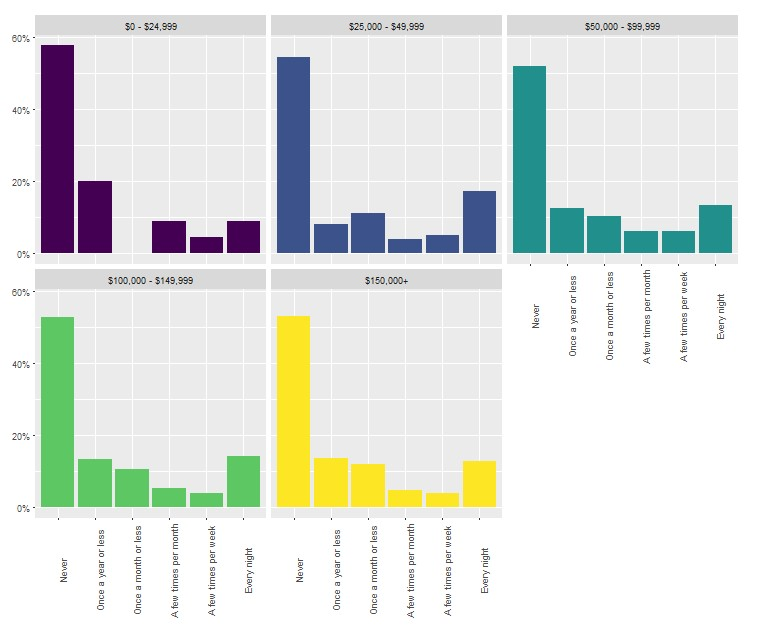 $0 - $24,999
$25,000 - $49,999
$50,000 - $99,999
60%
40%
20%
0%
Never
Once a year or less
Once a month or less
A few times per month
A few times per week
Every night
$100,000 - $149,999
$150,000+
60%
40%
20%
0%
Never
Once a year or less
Once a month or less
A few times per month
A few times per week
Every night
Never
Once a year or less
Once a month or less
A few times per month
A few times per week
Every night